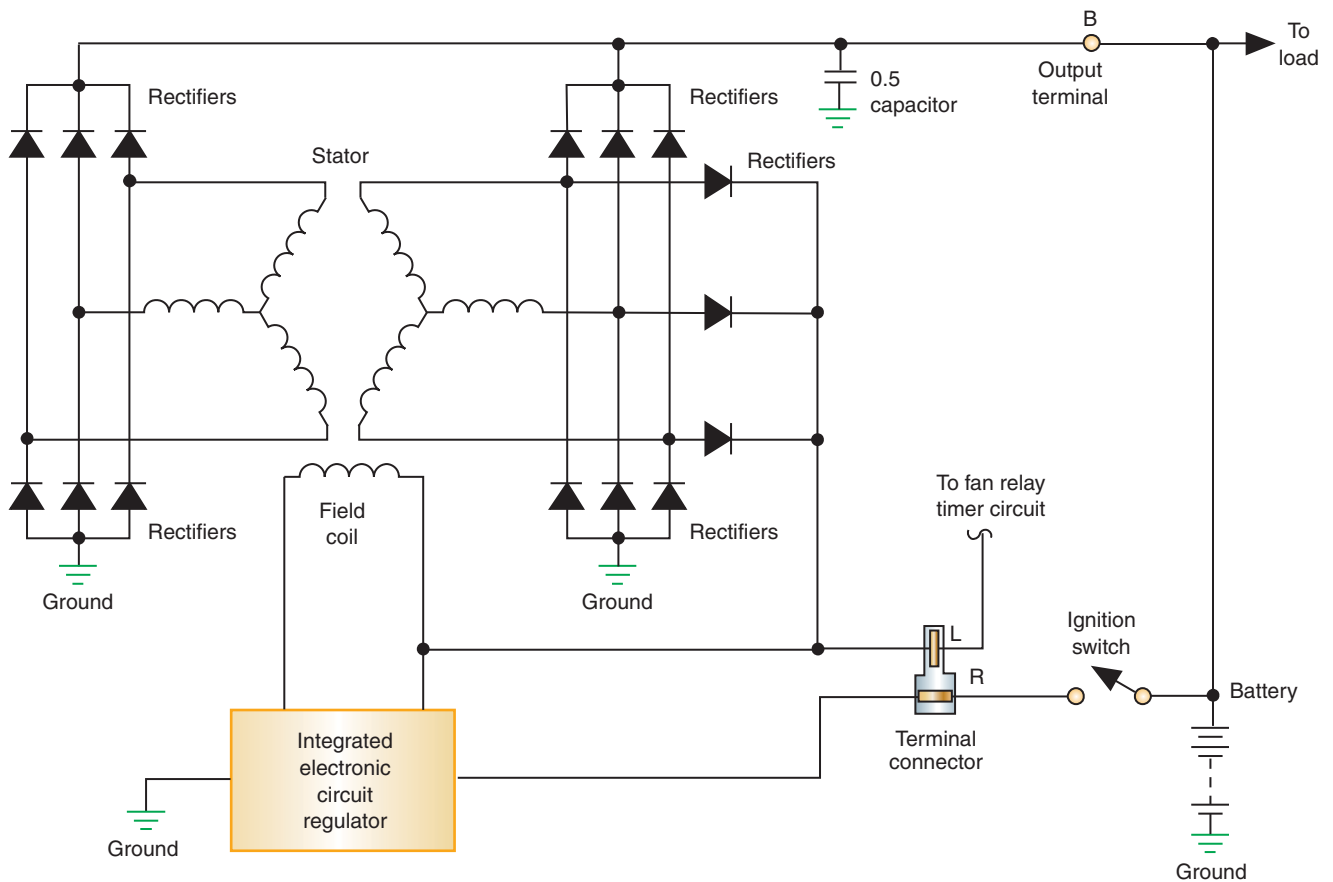 B
To
load
Output
terminal
0.5
capacitor
Rectifiers
Rectifiers
Rectifiers
Stator
To fan relay
timer circuit
Field
coil
Rectifiers
Rectifiers
Ground
Ground
Ignition
switch
L
R
Battery
Terminal
connector
Integrated
electronic
circuit
regulator
Ground
Ground